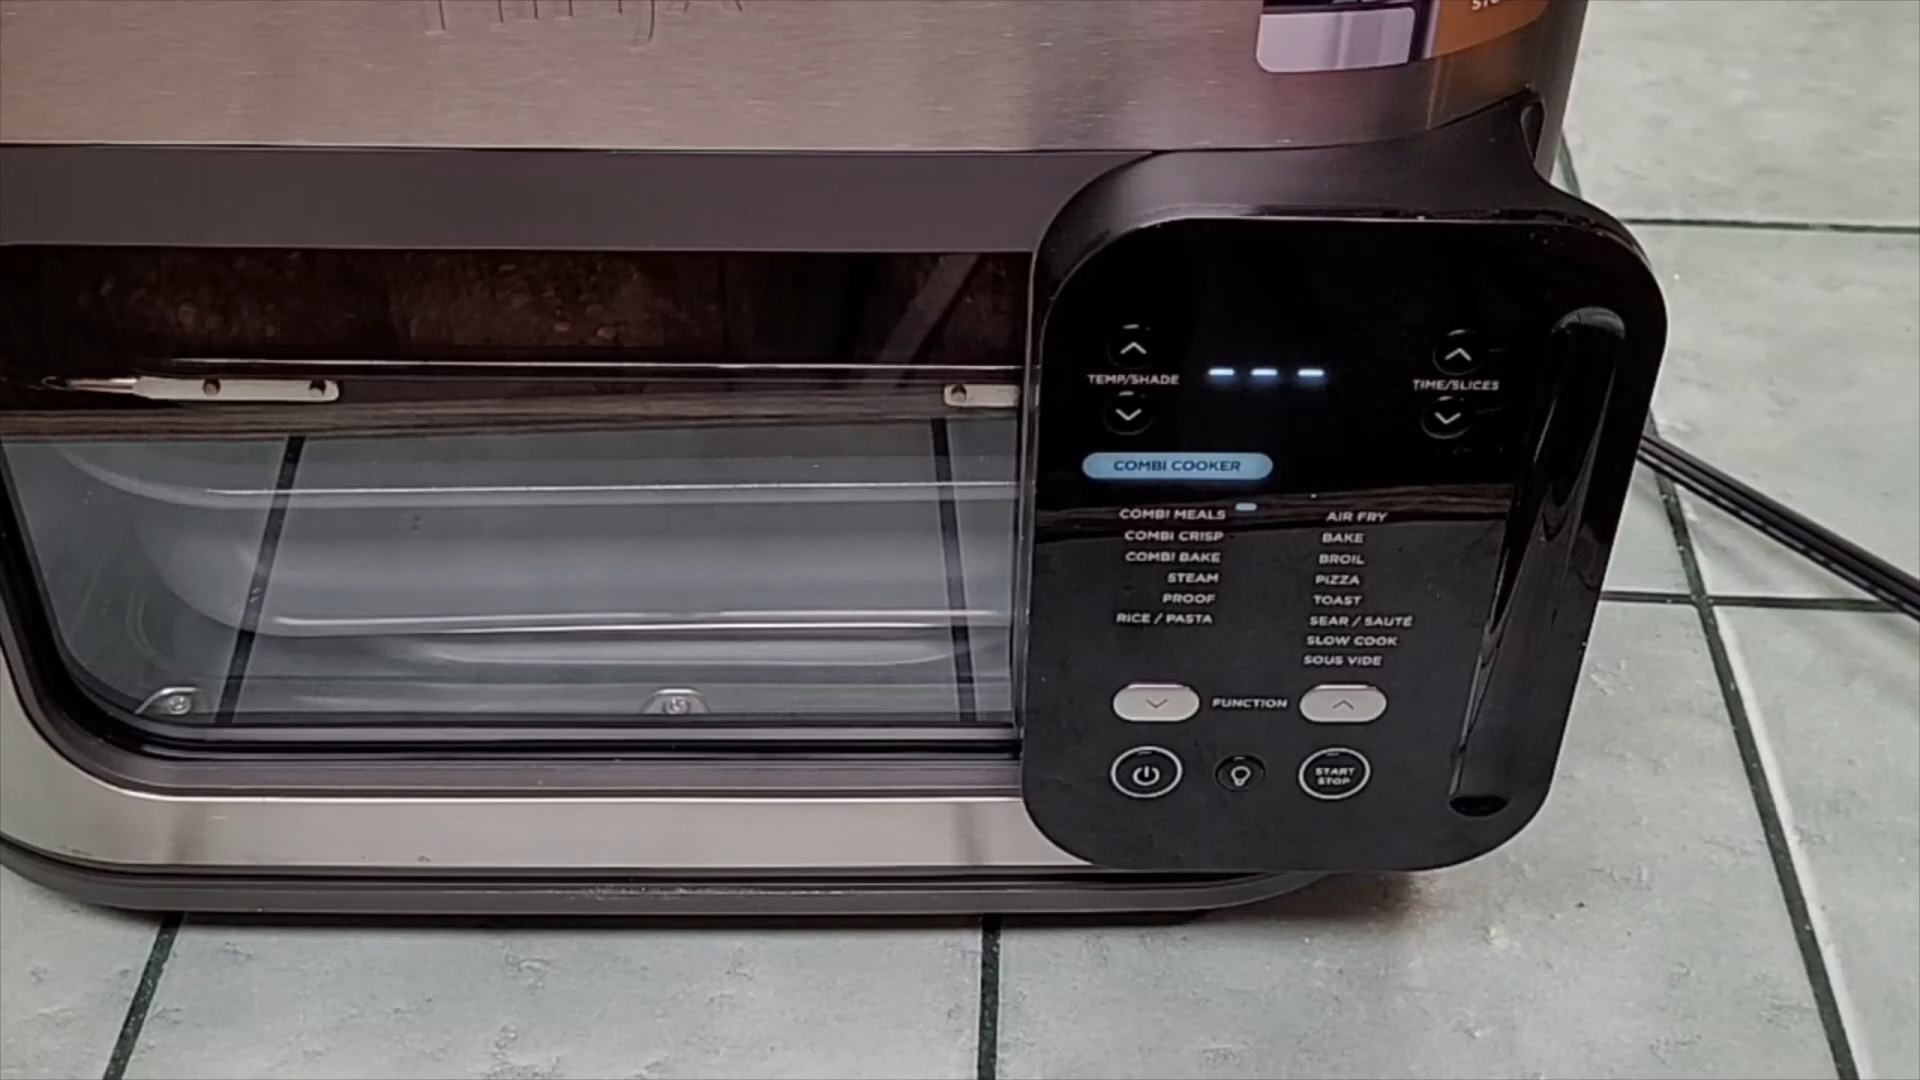 TEMP/SHADE
---
TIME/SLICES
COMBI COOKER
COMBI MEALS
COMBI CRISP
COMBI BAKE
STEAM
PROOF
RICE / PASTA
AIR FRY
BAKE
BROIL
PIZZA
TOAST
SEAR / SAUTÉ
SLOW COOK
SOUS VIDE
FUNCTION
START
STOP